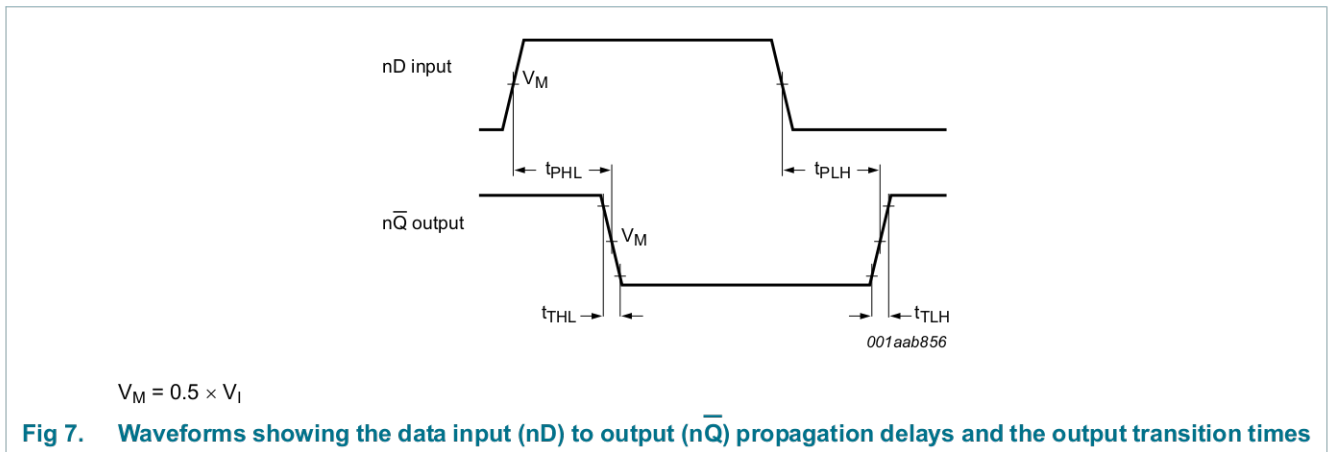 nD input
VM
tPHL
tPLH
nQ̅ output
VM
tTHL
tTLH
001aab856
VM = 0.5 × VI
Fig 7. Waveforms showing the data input (nD) to output (nQ̅) propagation delays and the output transition times